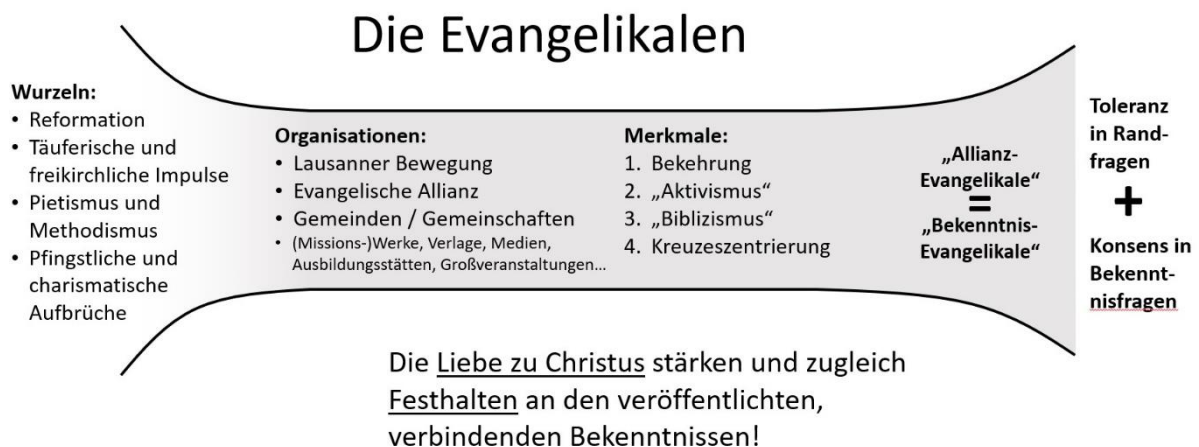 Die Evangelikalen
Wurzeln:
• Reformation
• Täuferische und
freikirchliche Impulse
• Pietismus und
Methodismus
• Pfingstliche und
charismatische
Aufbrüche
Organisationen:
• Lausanner Bewegung
• Evangelische Allianz
• Gemeinden / Gemeinschaften
• (Missions-)Werke, Verlage, Medien,
Ausbildungsstätten, Großveranstaltungen…
Merkmale:
1. Bekehrung
2. „Aktivismus“
3. „Biblizismus“
4. Kreuzeszentrierung
„Allianz-
Evangelikale“
=
„Bekenntnis-
Evangelikale“
Toleranz
in Rand-
fragen
+
Konsens in
Bekennt-
nisfragen
Die Liebe zu Christus stärken und zugleich
Festhalten an den veröffentlichten,
verbindenden Bekenntnissen!